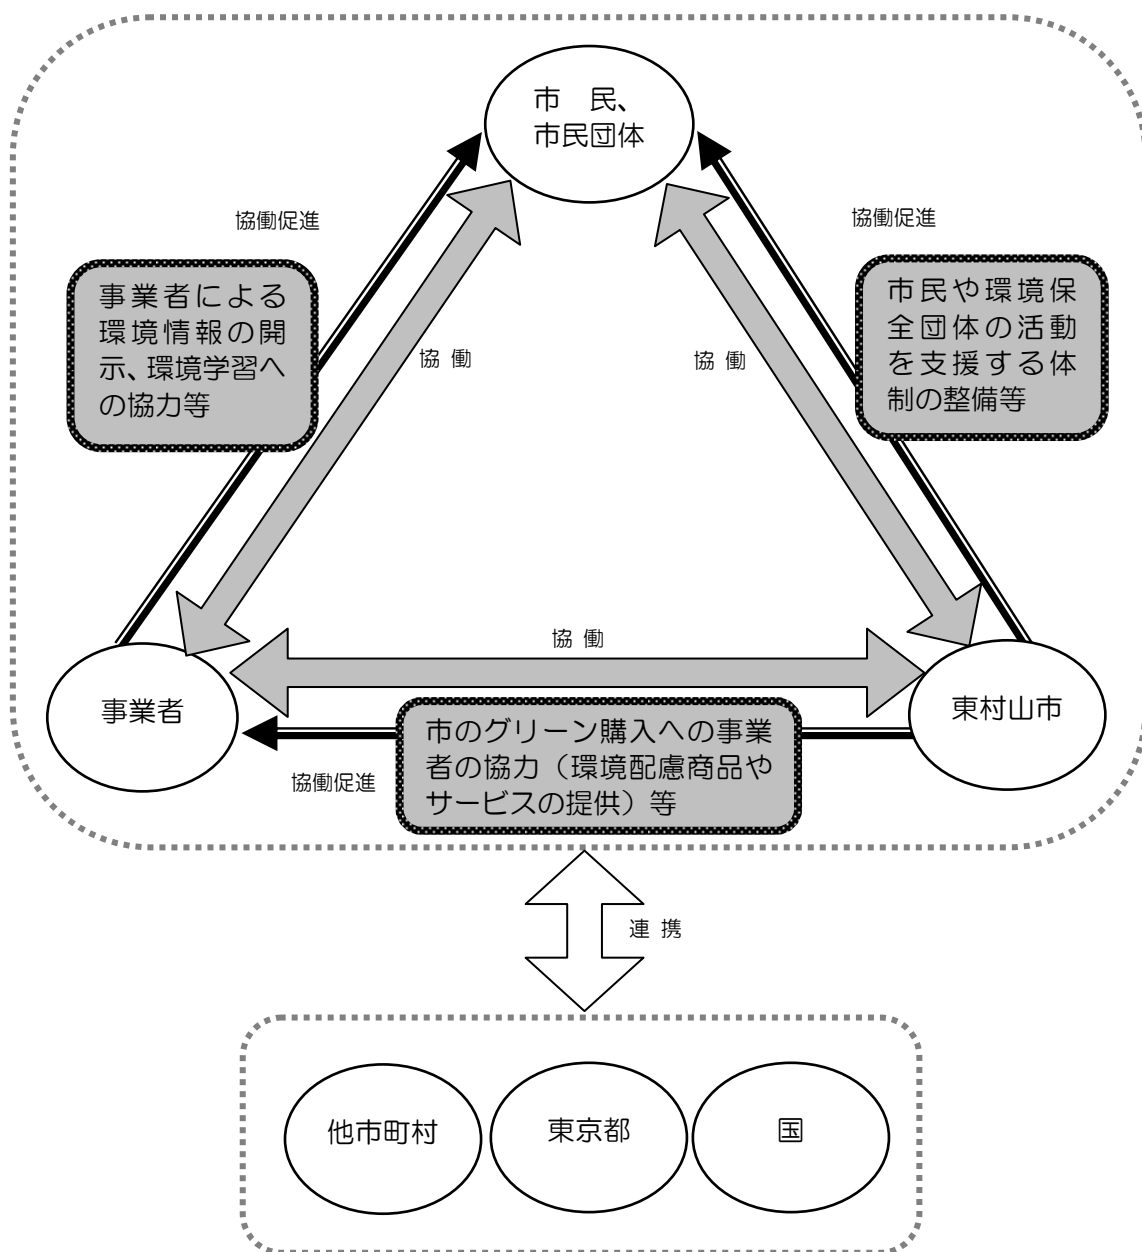 市　民、
市民団体
協働促進
協働促進
事業者による
環境情報の開
示、環境学習へ
の協力等
市民や環境保
全団体の活動
を支援する体
制の整備等
協 働
協 働
協 働
事業者
東村山市
市のグリーン購入への事業
者の協力（環境配慮商品や
サービスの提供）等
協働促進
連 携
他市町村
東京都
国